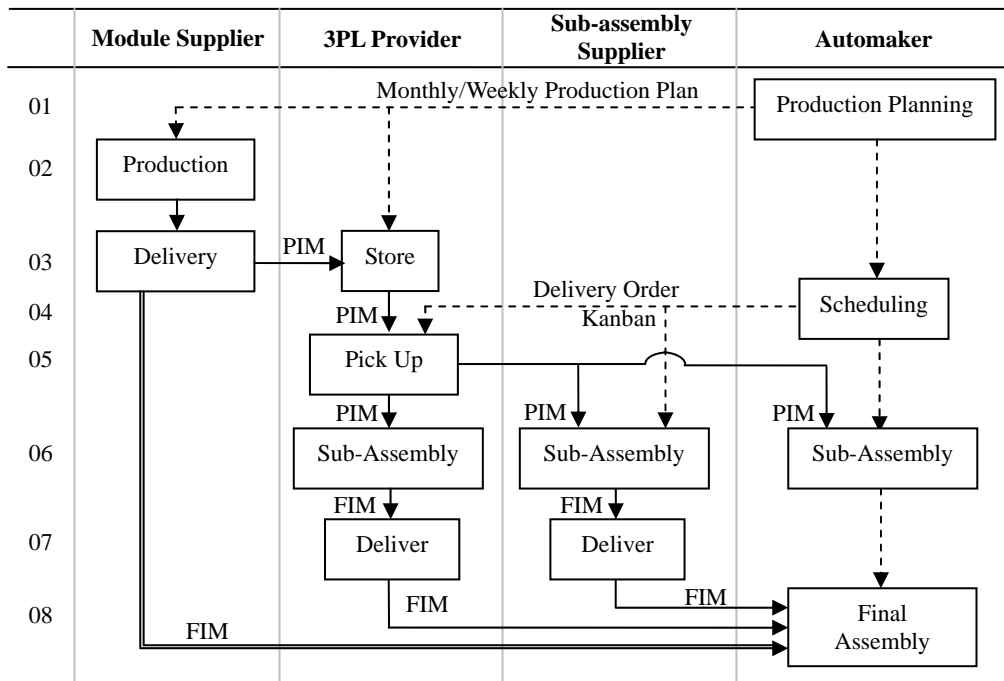 Module Supplier
3PL Provider
Sub-assembly
Supplier
Automaker
01
Monthly/Weekly Production Plan
Production Planning
02
Production
03
Delivery
PIM
Store
04
PIM
Delivery Order
Kanban
Scheduling
05
Pick Up
PIM
PIM
PIM
06
Sub-Assembly
Sub-Assembly
Sub-Assembly
FIM
FIM
07
Deliver
Deliver
08
FIM
FIM
FIM
Final
Assembly